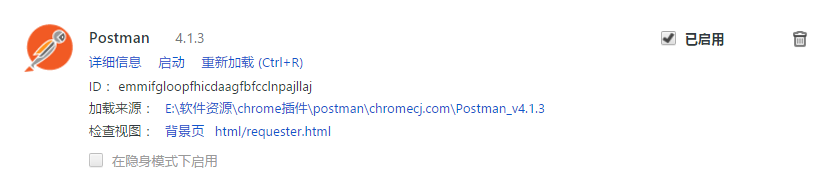 Postman 4.1.3 已启用
详细信息 启动 重新加载 (Ctrl+R)
ID： emmifgloopfhicdaagfbfcclnpajllaj
加载来源： E:\软件资源\chrome插件\postman\chromecj.com\Postman_v4.1.3
检查视图： 背景页 html/requester.html
在隐身模式下启用